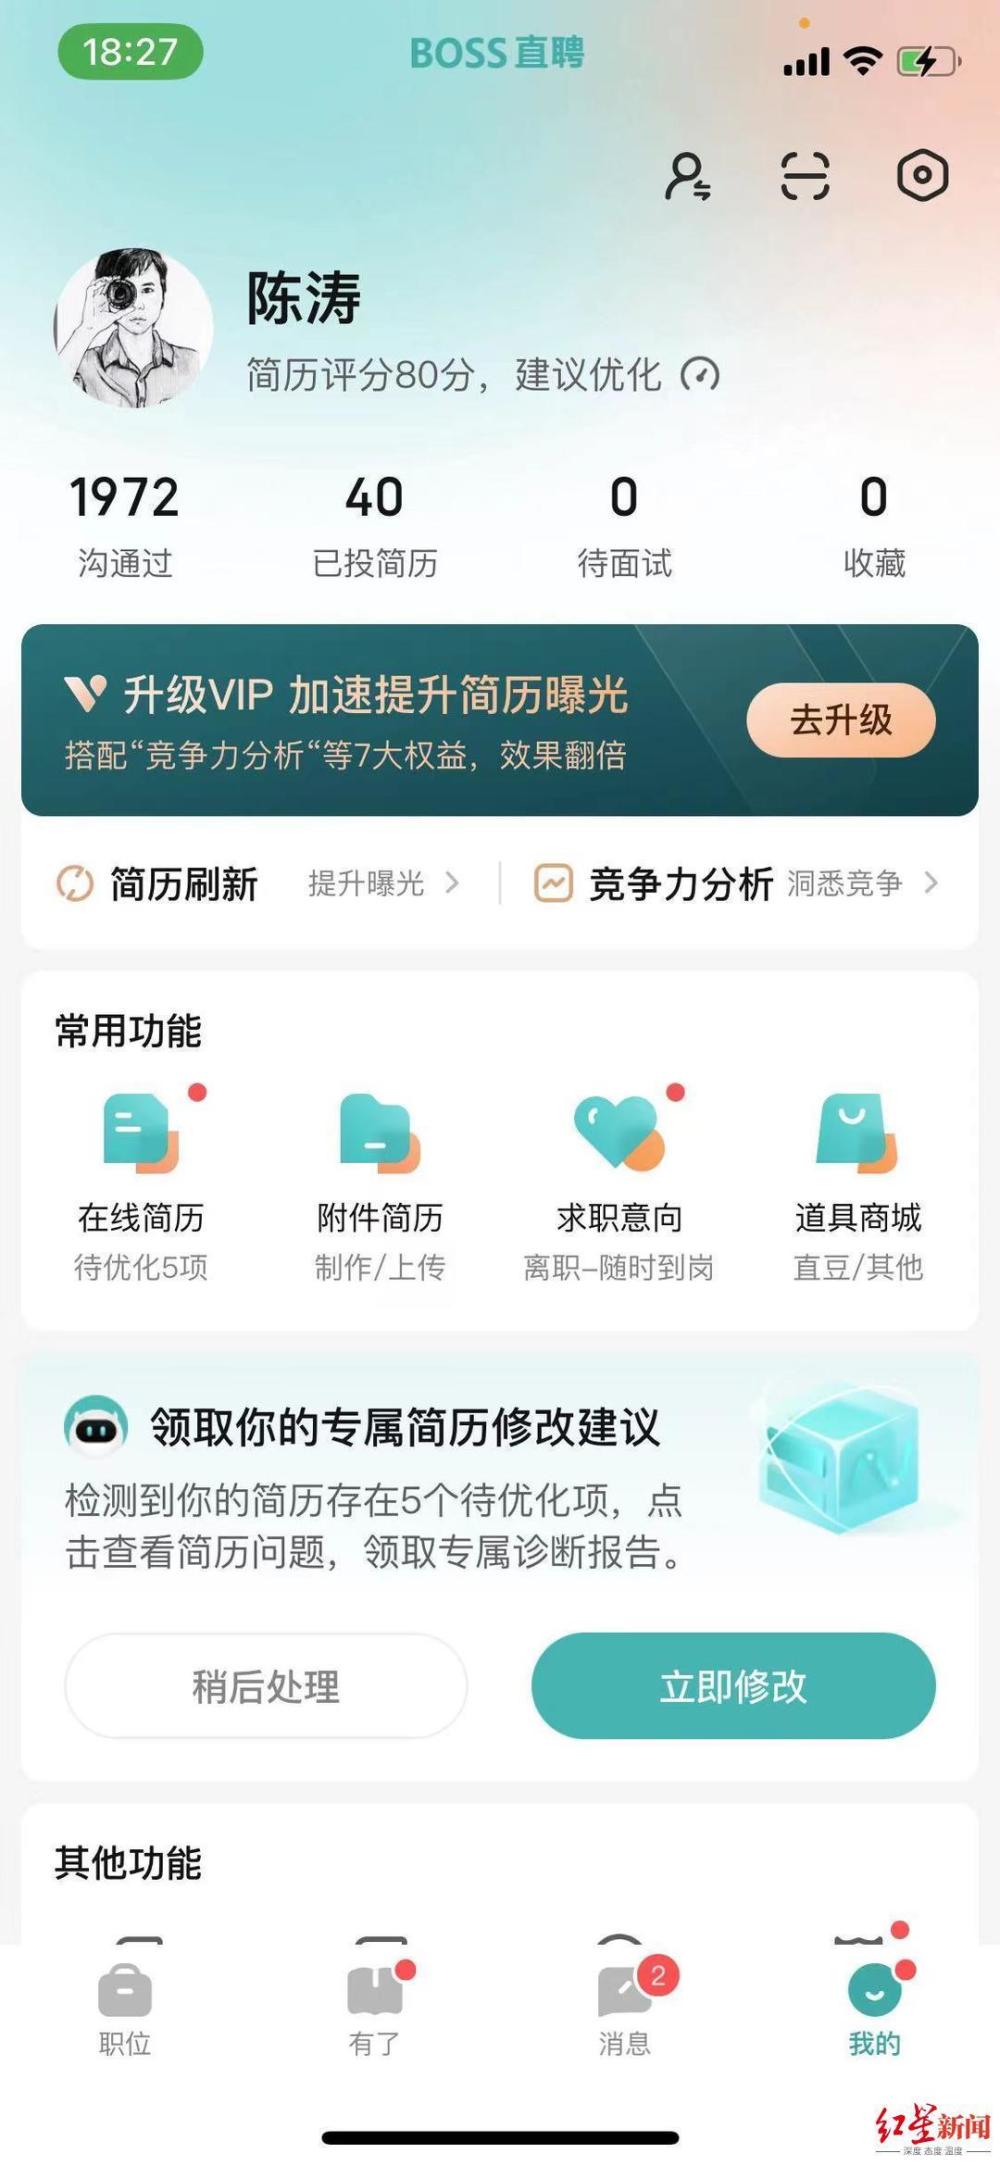 18:27
BOSS直聘
陈涛
简历评分80分，建议优化
1972 40 0 0
沟通过 已投简历 待面试 收藏
升级VIP 加速提升简历曝光
搭配“竞争力分析“等7大权益，效果翻倍
去升级
简历刷新 提升曝光 竞争力分析 洞悉竞争
常用功能
在线简历 附件简历 求职意向 道具商城
待优化5项 制作/上传 离职-随时到岗 直豆/其他
领取你的专属简历修改建议
检测到你的简历存在5个待优化项，点
击查看简历问题，领取专属诊断报告。
稍后处理 立即修改
其他功能
2
职位 有了 消息 我的
红星新闻
深度 态度 温度